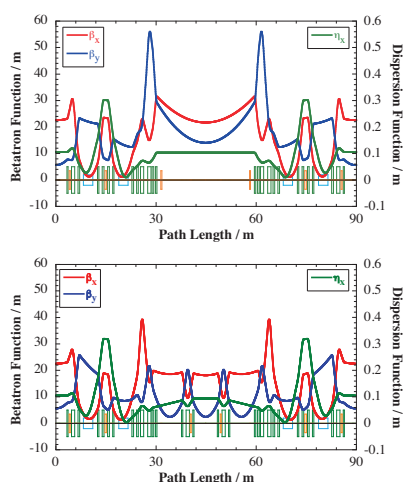 60
50
40
30
20
10
0
-10
Betatron Function / m
βx
βy
ηx
0.6
0.5
0.4
0.3
0.2
0.1
0
-0.1
Dispersion Function / m
0 30 60 90
Path Length / m
60
50
40
30
20
10
0
-10
Betatron Function / m
βx
βy
ηx
0.6
0.5
0.4
0.3
0.2
0.1
0
-0.1
Dispersion Function / m
0 30 60 90
Path Length / m